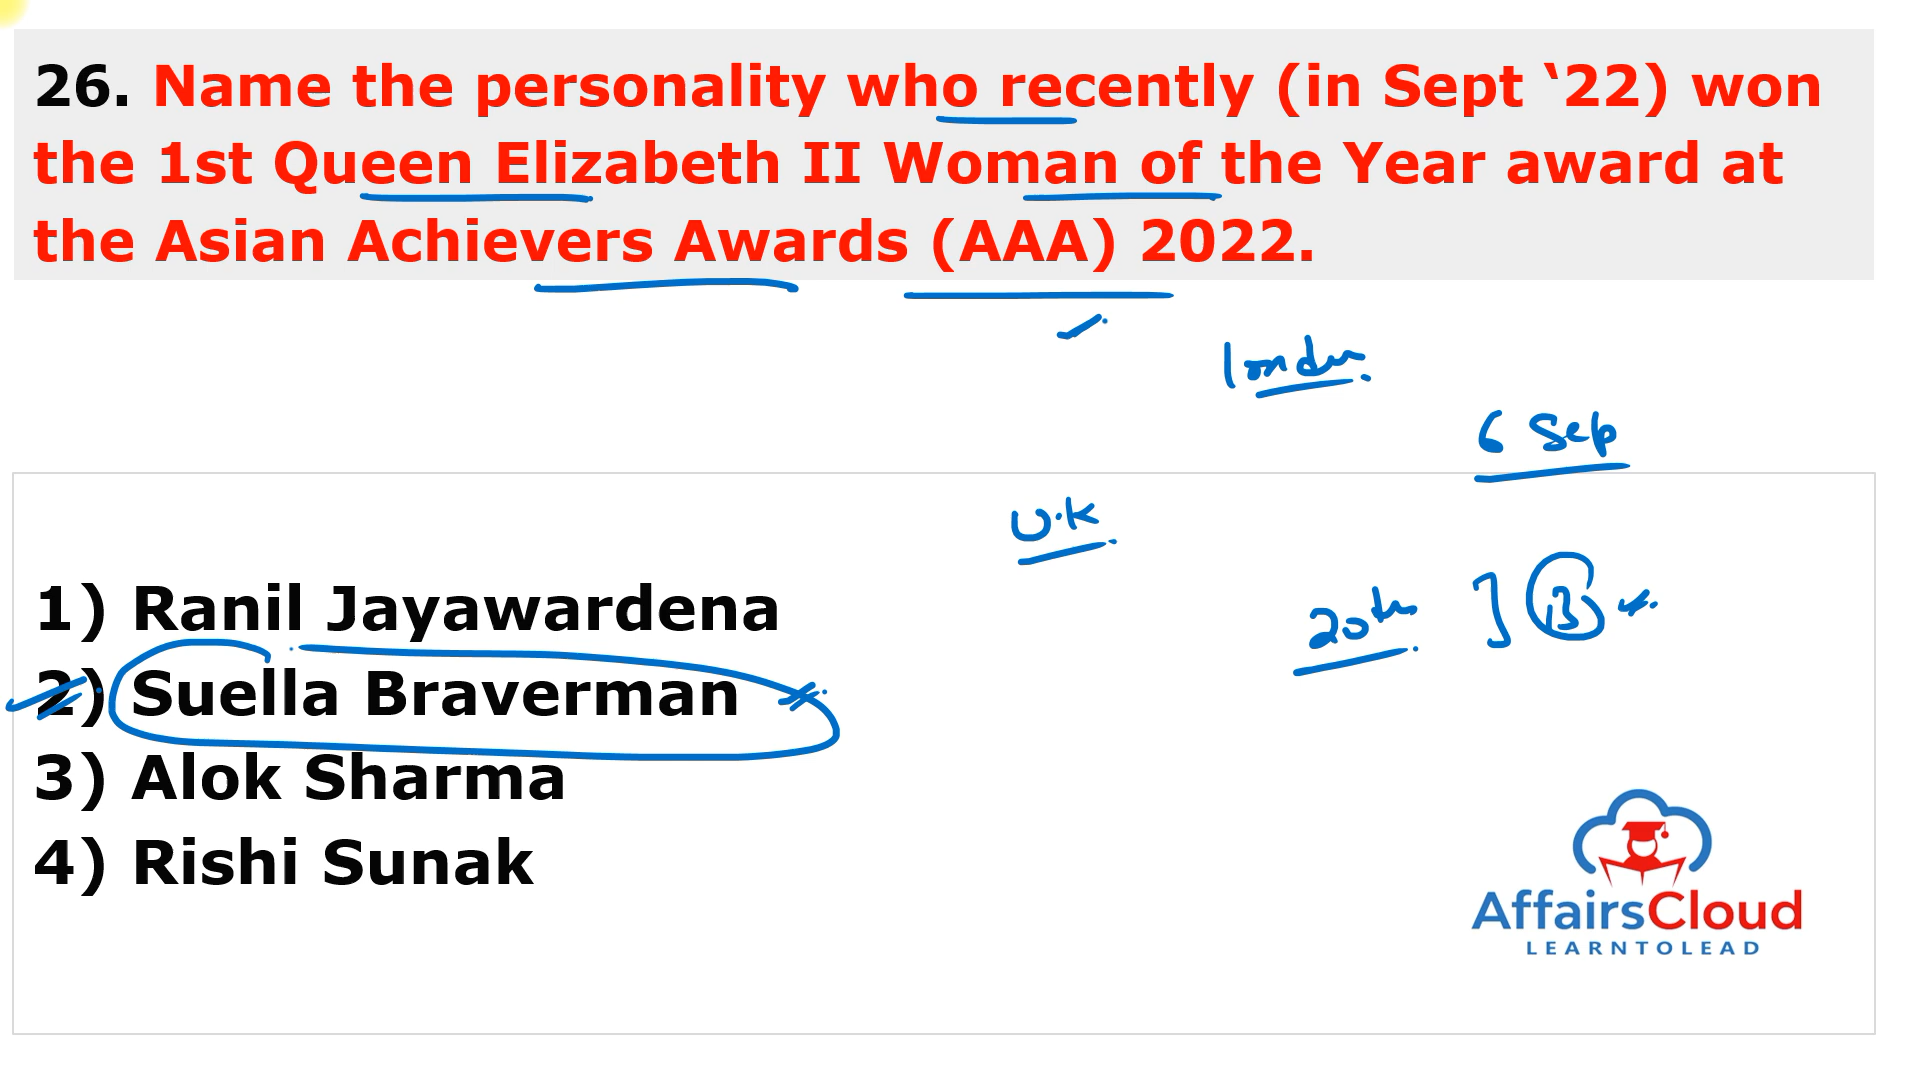 26. Name the personality who recently (in Sept ‘22) won
the 1st Queen Elizabeth II Woman of the Year award at
the Asian Achievers Awards (AAA) 2022.
London
6 Sep
U.K
1) Ranil Jayawardena
20th
2) Suella Braverman
3) Alok Sharma
4) Rishi Sunak
AffairsCloud
LEARNTOLEAD